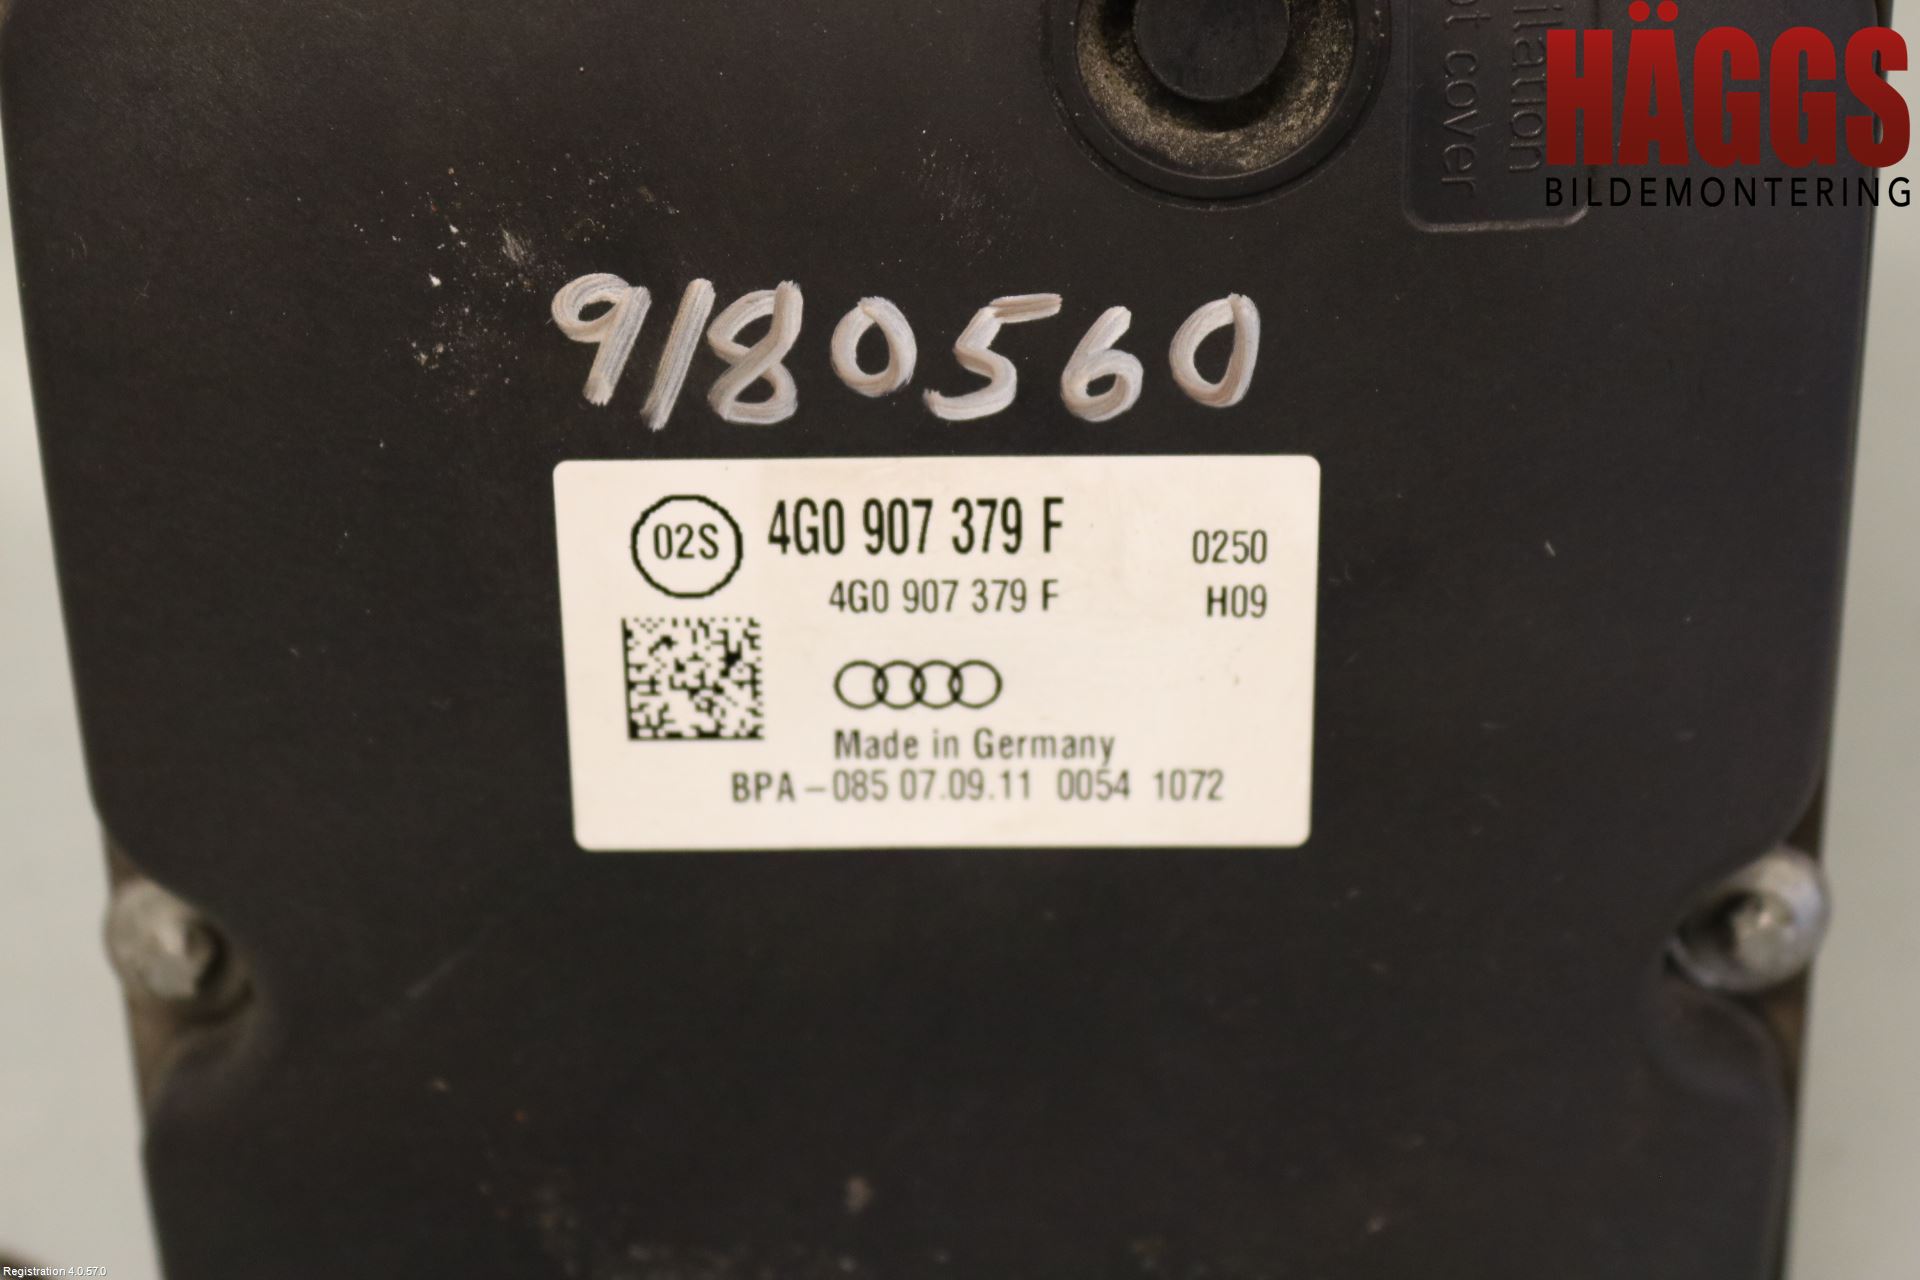 HÄGGS
BILDEMONTERING
cover
9180560
02S
4G0 907 379 F
0250
4G0 907 379 F
H09
Made in Germany
BPA-085 07.09.11 0054 1072
Registration 4.0.57.0